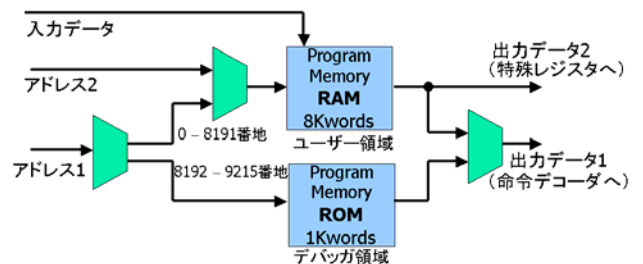 入力データ
アドレス2
アドレス1
0 – 8191番地
8192 – 9215番地
Program
Memory
RAM
8Kwords
ユーザー領域
Program
Memory
ROM
1Kwords
デバッガ領域
出力データ2
(特殊レジスタへ)
出力データ1
(命令デコーダへ)